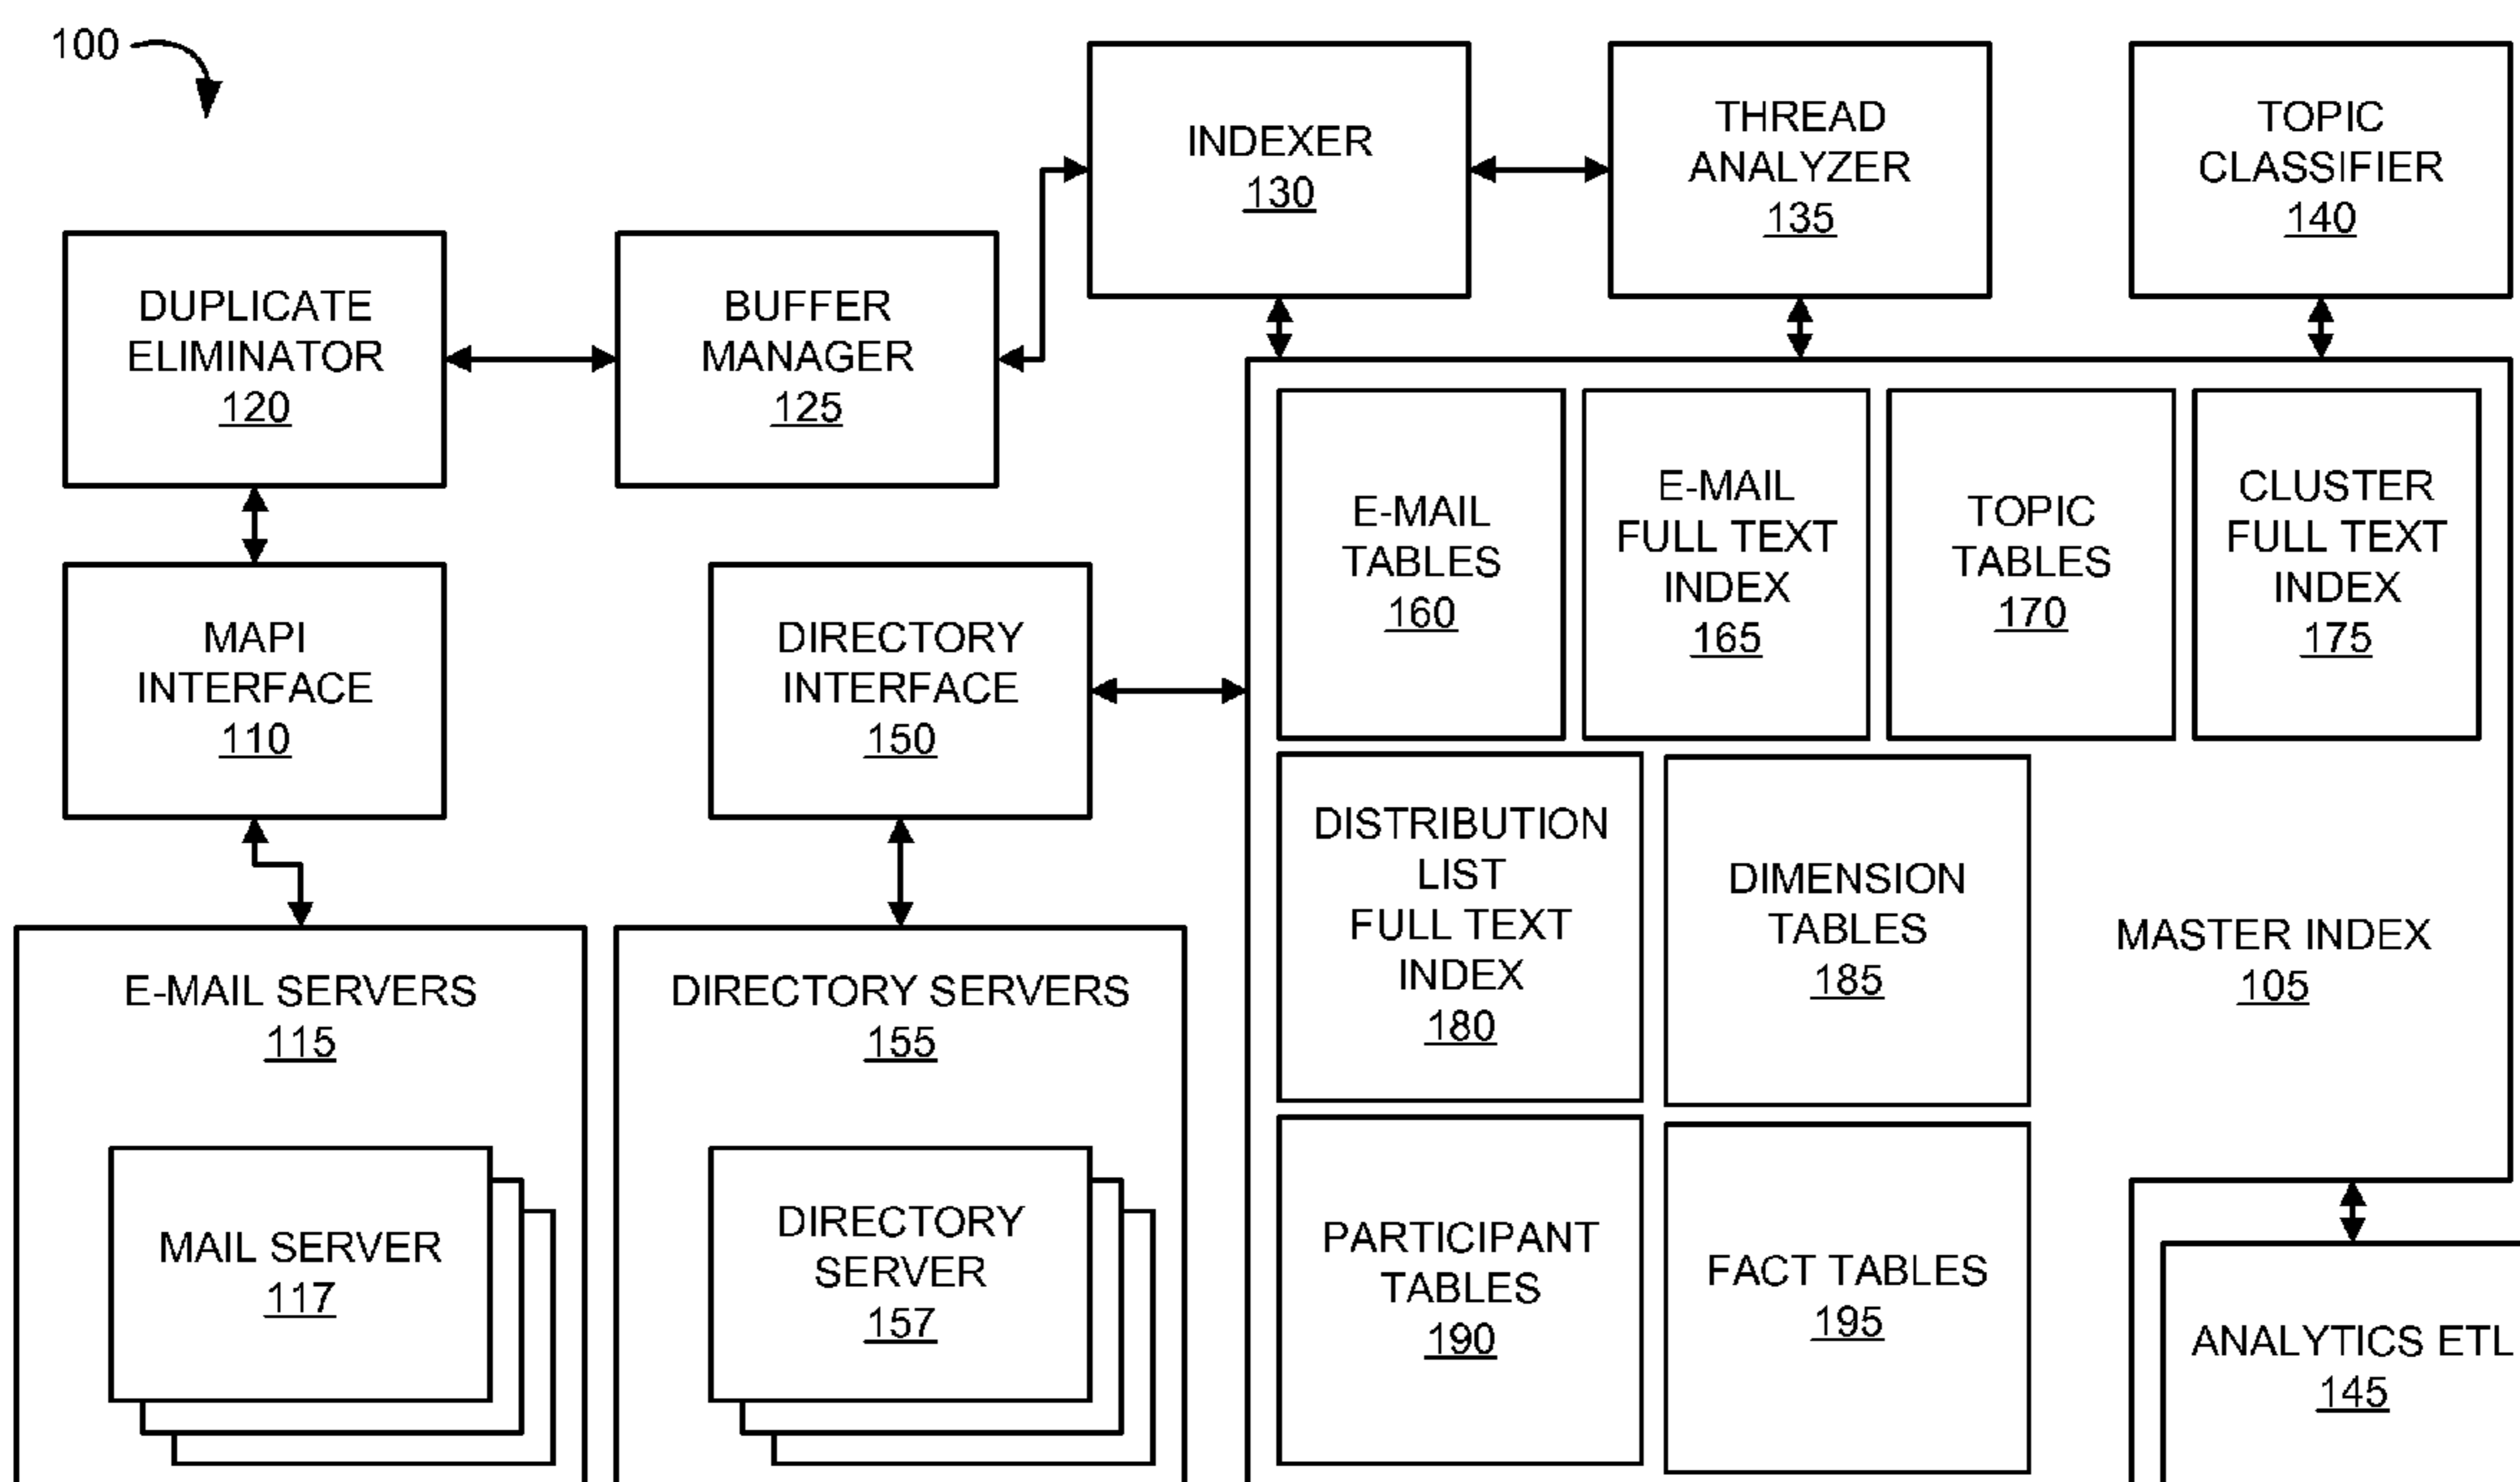 100
INDEXER
130
THREAD
ANALYZER
135
TOPIC
CLASSIFIER
140
DUPLICATE
ELIMINATOR
120
BUFFER
MANAGER
125
E-MAIL
TABLES
160
E-MAIL
FULL TEXT
INDEX
165
TOPIC
TABLES
170
CLUSTER
FULL TEXT
INDEX
175
MAPI
INTERFACE
110
DIRECTORY
INTERFACE
150
DISTRIBUTION
LIST
FULL TEXT
INDEX
180
DIMENSION
TABLES
185
MASTER INDEX
105
E-MAIL SERVERS
115
DIRECTORY SERVERS
155
MAIL SERVER
117
DIRECTORY
SERVER
157
PARTICIPANT
TABLES
190
FACT TABLES
195
ANALYTICS ETL
145